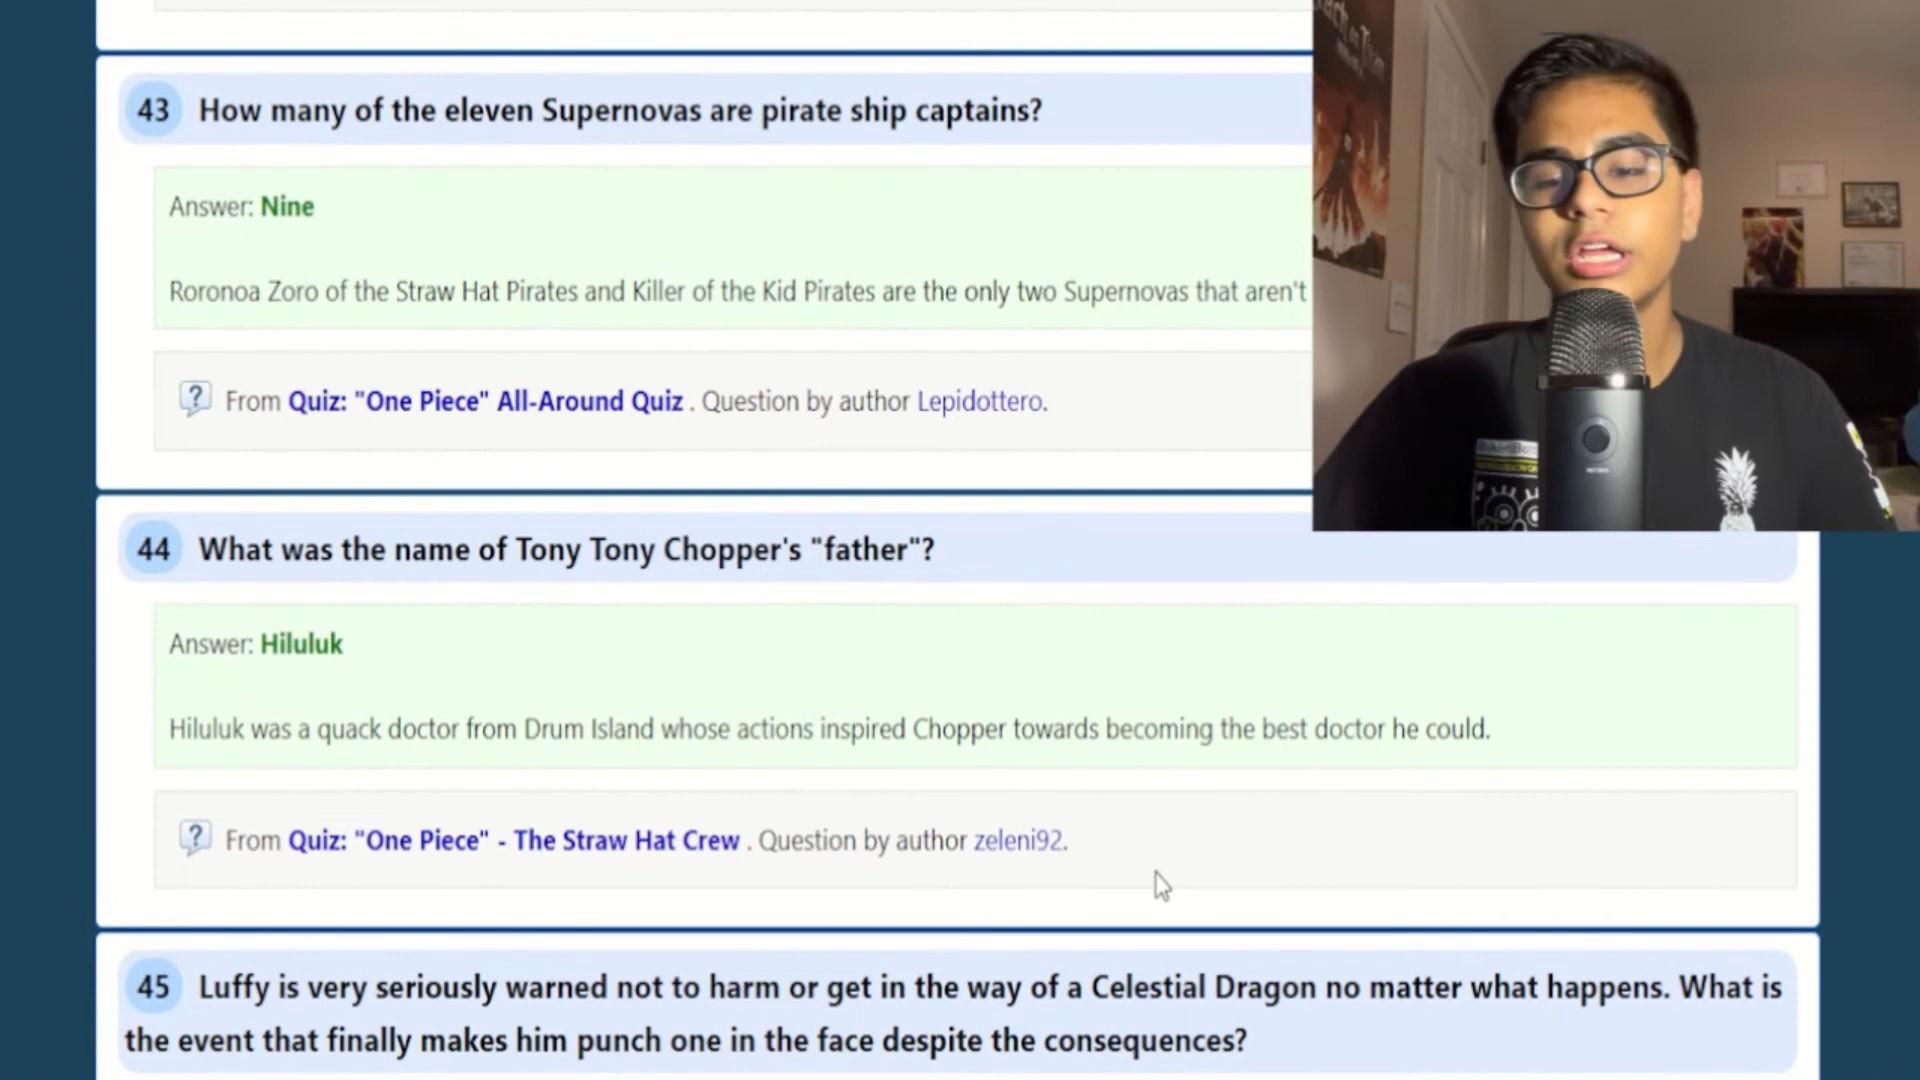 43 How many of the eleven Supernovas are pirate ship captains?
Answer: Nine
Roronoa Zoro of the Straw Hat Pirates and Killer of the Kid Pirates are the only two Supernovas that aren't
From Quiz: "One Piece" All-Around Quiz . Question by author Lepidottero.
44 What was the name of Tony Tony Chopper's "father"?
Answer: Hiluluk
Hiluluk was a quack doctor from Drum Island whose actions inspired Chopper towards becoming the best doctor he could.
From Quiz: "One Piece" - The Straw Hat Crew . Question by author zeleni92.
45 Luffy is very seriously warned not to harm or get in the way of a Celestial Dragon no matter what happens. What is
the event that finally makes him punch one in the face despite the consequences?